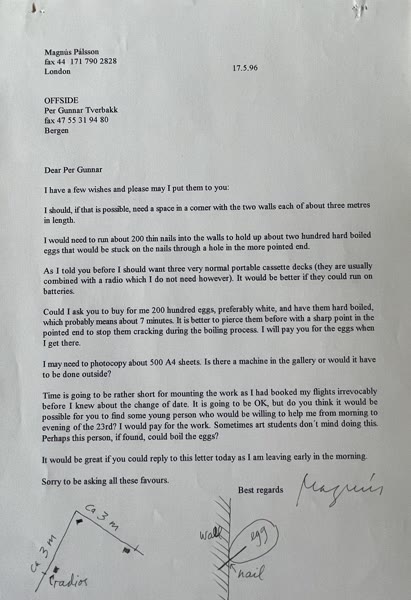 Magnús Pálsson
fax 44 171 790 2828
London
17.5.96
OFFSIDE
Per Gunnar Tverbakk
fax 47 55 31 94 80
Bergen
Dear Per Gunnar
I have a few wishes and please may I put them to you:
I should, if that is possible, need a space in a corner with the two walls each of about three metres
in length.
I would need to run about 200 thin nails into the walls to hold up about two hundred hard boiled
eggs that would be stuck on the nails through a hole in the more pointed end.
As I told you before I should want three very normal portable cassette decks (they are usually
combined with a radio which I do not need however). It would be better if they could run on
batteries.
Could I ask you to buy for me 200 hundred eggs, preferably white, and have them hard boiled,
which probably means about 7 minutes. It is better to pierce them before with a sharp point in the
pointed end to stop them cracking during the boiling process. I will pay you for the eggs when
I get there.
I may need to photocopy about 500 A4 sheets. Is there a machine in the gallery or would it have
to be done outside?
Time is going to be rather short for mounting the work as I had booked my flights irrevocably
before I knew about the change of date. It is going to be OK, but do you think it would be
possible for you to find some young person who would be willing to help me from morning to
evening of the 23rd? I would pay for the work. Sometimes art students don´t mind doing this.
Perhaps this person, if found, could boil the eggs?
It would be great if you could reply to this letter today as I am leaving early in the morning.
Sorry to be asking all these favours.
Best regards
Magnús
ca 3 m
ca 3 m
radios
wall
egg
nail